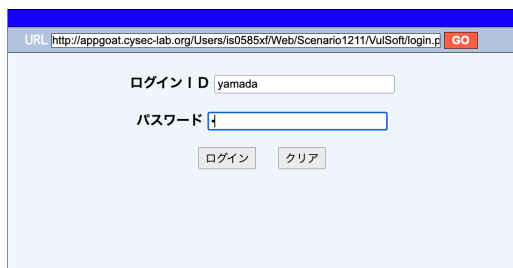 URL http://appgoat.cysec-lab.org/Users/is0585xf/Web/Scenario1211/VulSoft/login.p GO
ログインＩＤ yamada
パスワード •
ログイン クリア